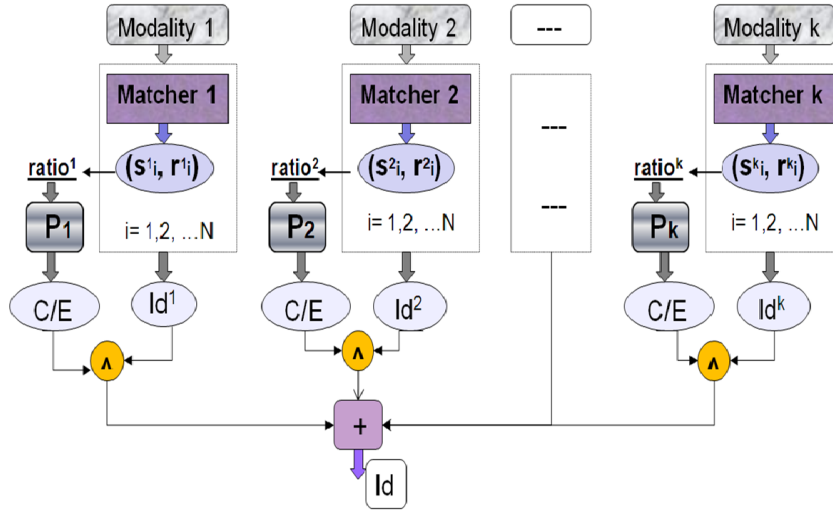 Modality 1
Modality 2
---
Modality k
Matcher 1
Matcher 2
---
Matcher k
ratio¹
(s¹i, r¹i)
ratio²
(s²i, r²i)
ratioᵏ
(sᵏi, rᵏi)
P1
i= 1,2, ...N
P2
i= 1,2, ...N
---
Pk
i= 1,2, ...N
C/E
Id¹
C/E
Id²
C/E
Idᵏ
∧
∧
∧
+
Id